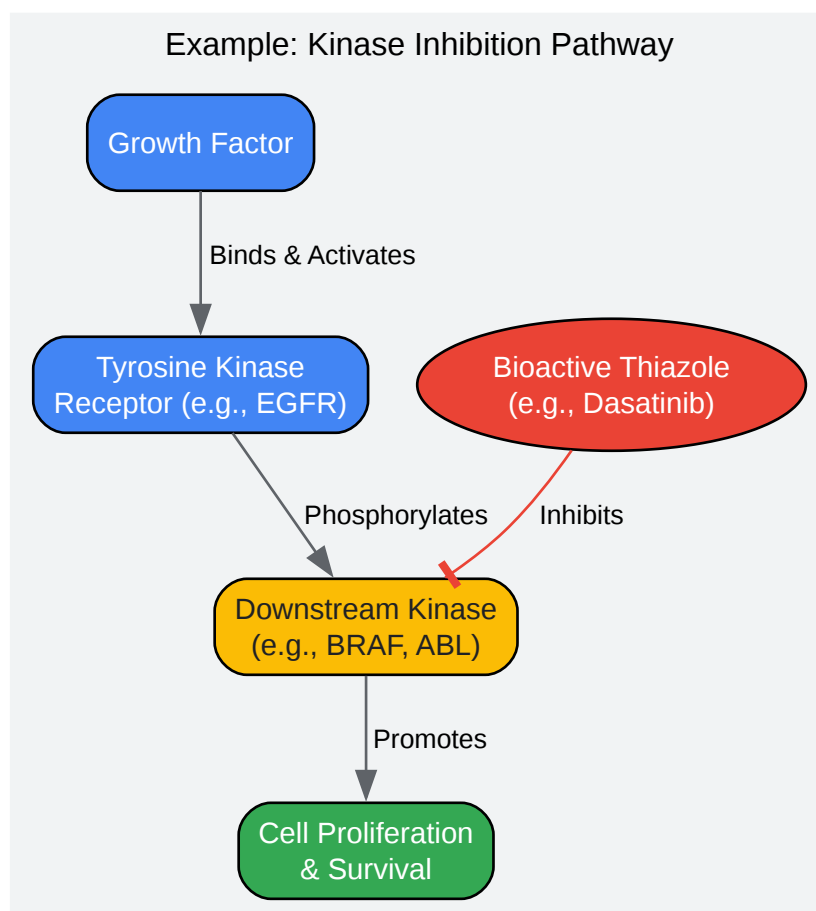 Example: Kinase Inhibition Pathway
Growth Factor
Binds & Activates
Tyrosine Kinase
Receptor (e.g., EGFR)
Bioactive Thiazole
(e.g., Dasatinib)
Phosphorylates
Inhibits
Downstream Kinase
(e.g., BRAF, ABL)
Promotes
Cell Proliferation
& Survival